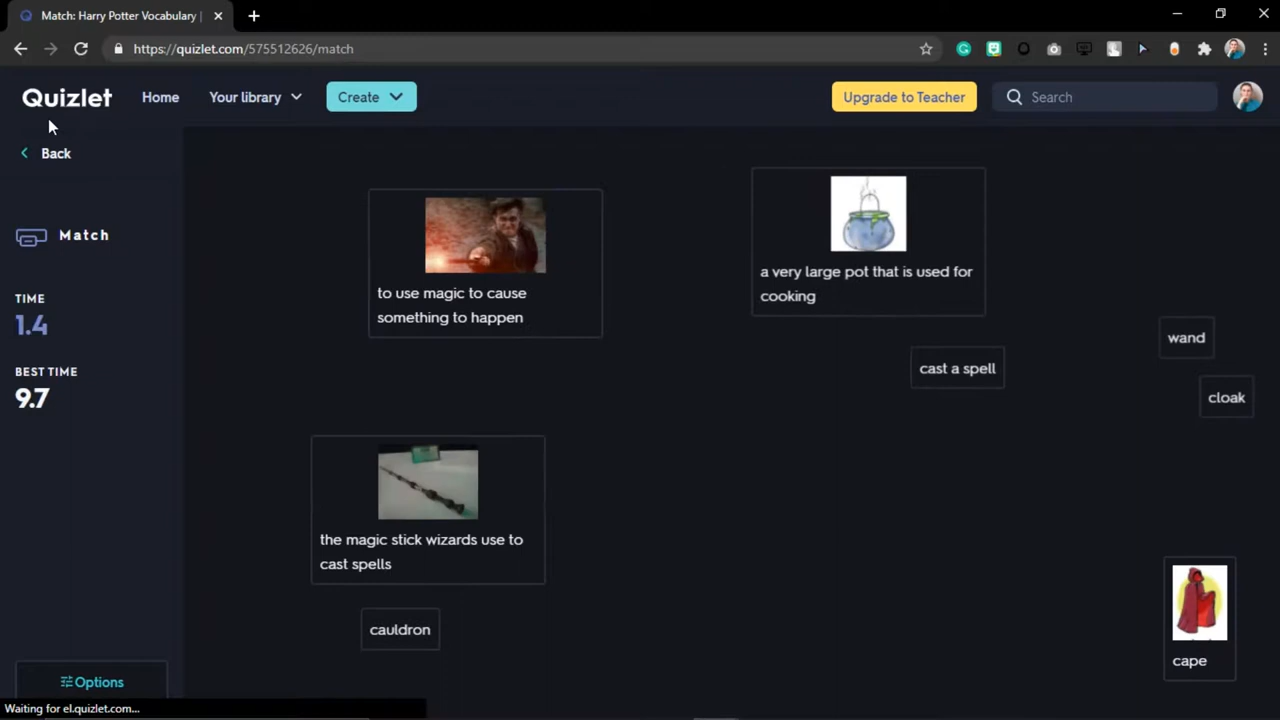 Match: Harry Potter Vocabulary |
https://quizlet.com/575512626/match
Quizlet
Home
Your library
Create
Upgrade to Teacher
Search
Back
Match
TIME
1.4
BEST TIME
9.7
Options
to use magic to cause
something to happen
a very large pot that is used for
cooking
wand
cast a spell
cloak
the magic stick wizards use to
cast spells
cauldron
cape
Waiting for el.quizlet.com...